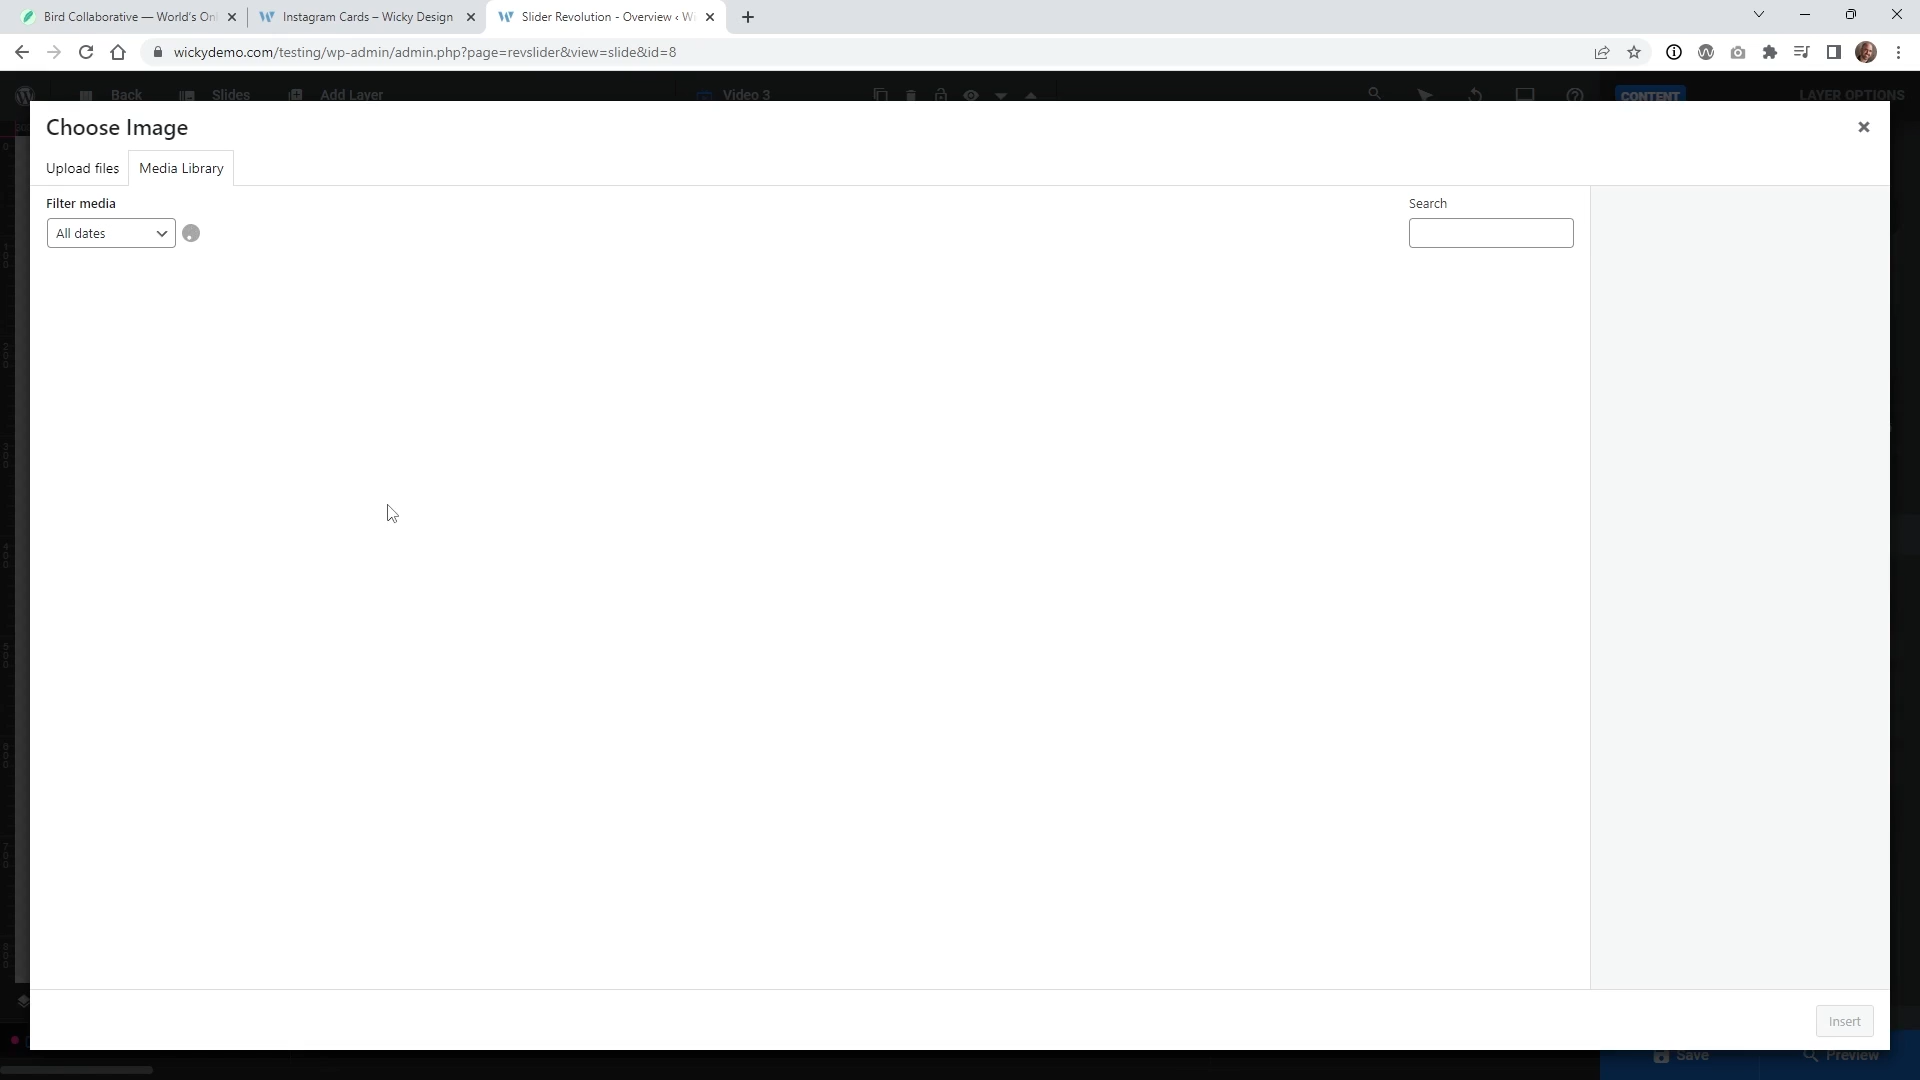 Bird Collaborative — World's Onl
Instagram Cards – Wicky Design
Slider Revolution - Overview ‹ Wi
wickydemo.com/testing/wp-admin/admin.php?page=revslider&view=slide&id=8
Back
Slides
Add Layer
Video 3
CONTENT
LAYER OPTIONS
Choose Image
Upload files
Media Library
Filter media
Search
All dates
Insert
Save
Preview